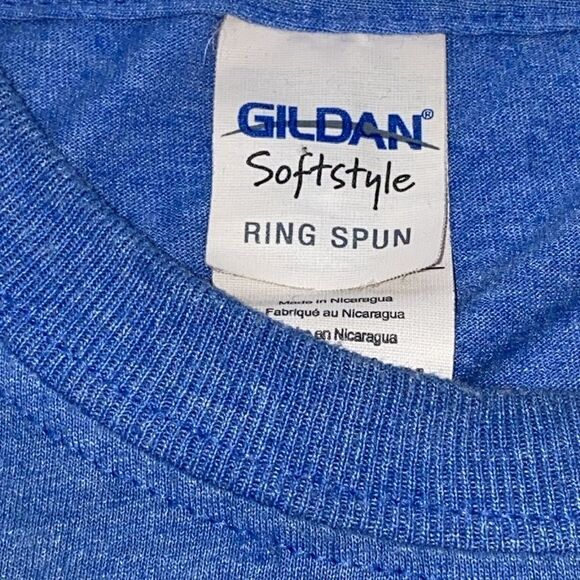 GILDAN®
Softstyle
RING SPUN
Made in Nicaragua
Fabriqué au Nicaragua
en Nicaragua